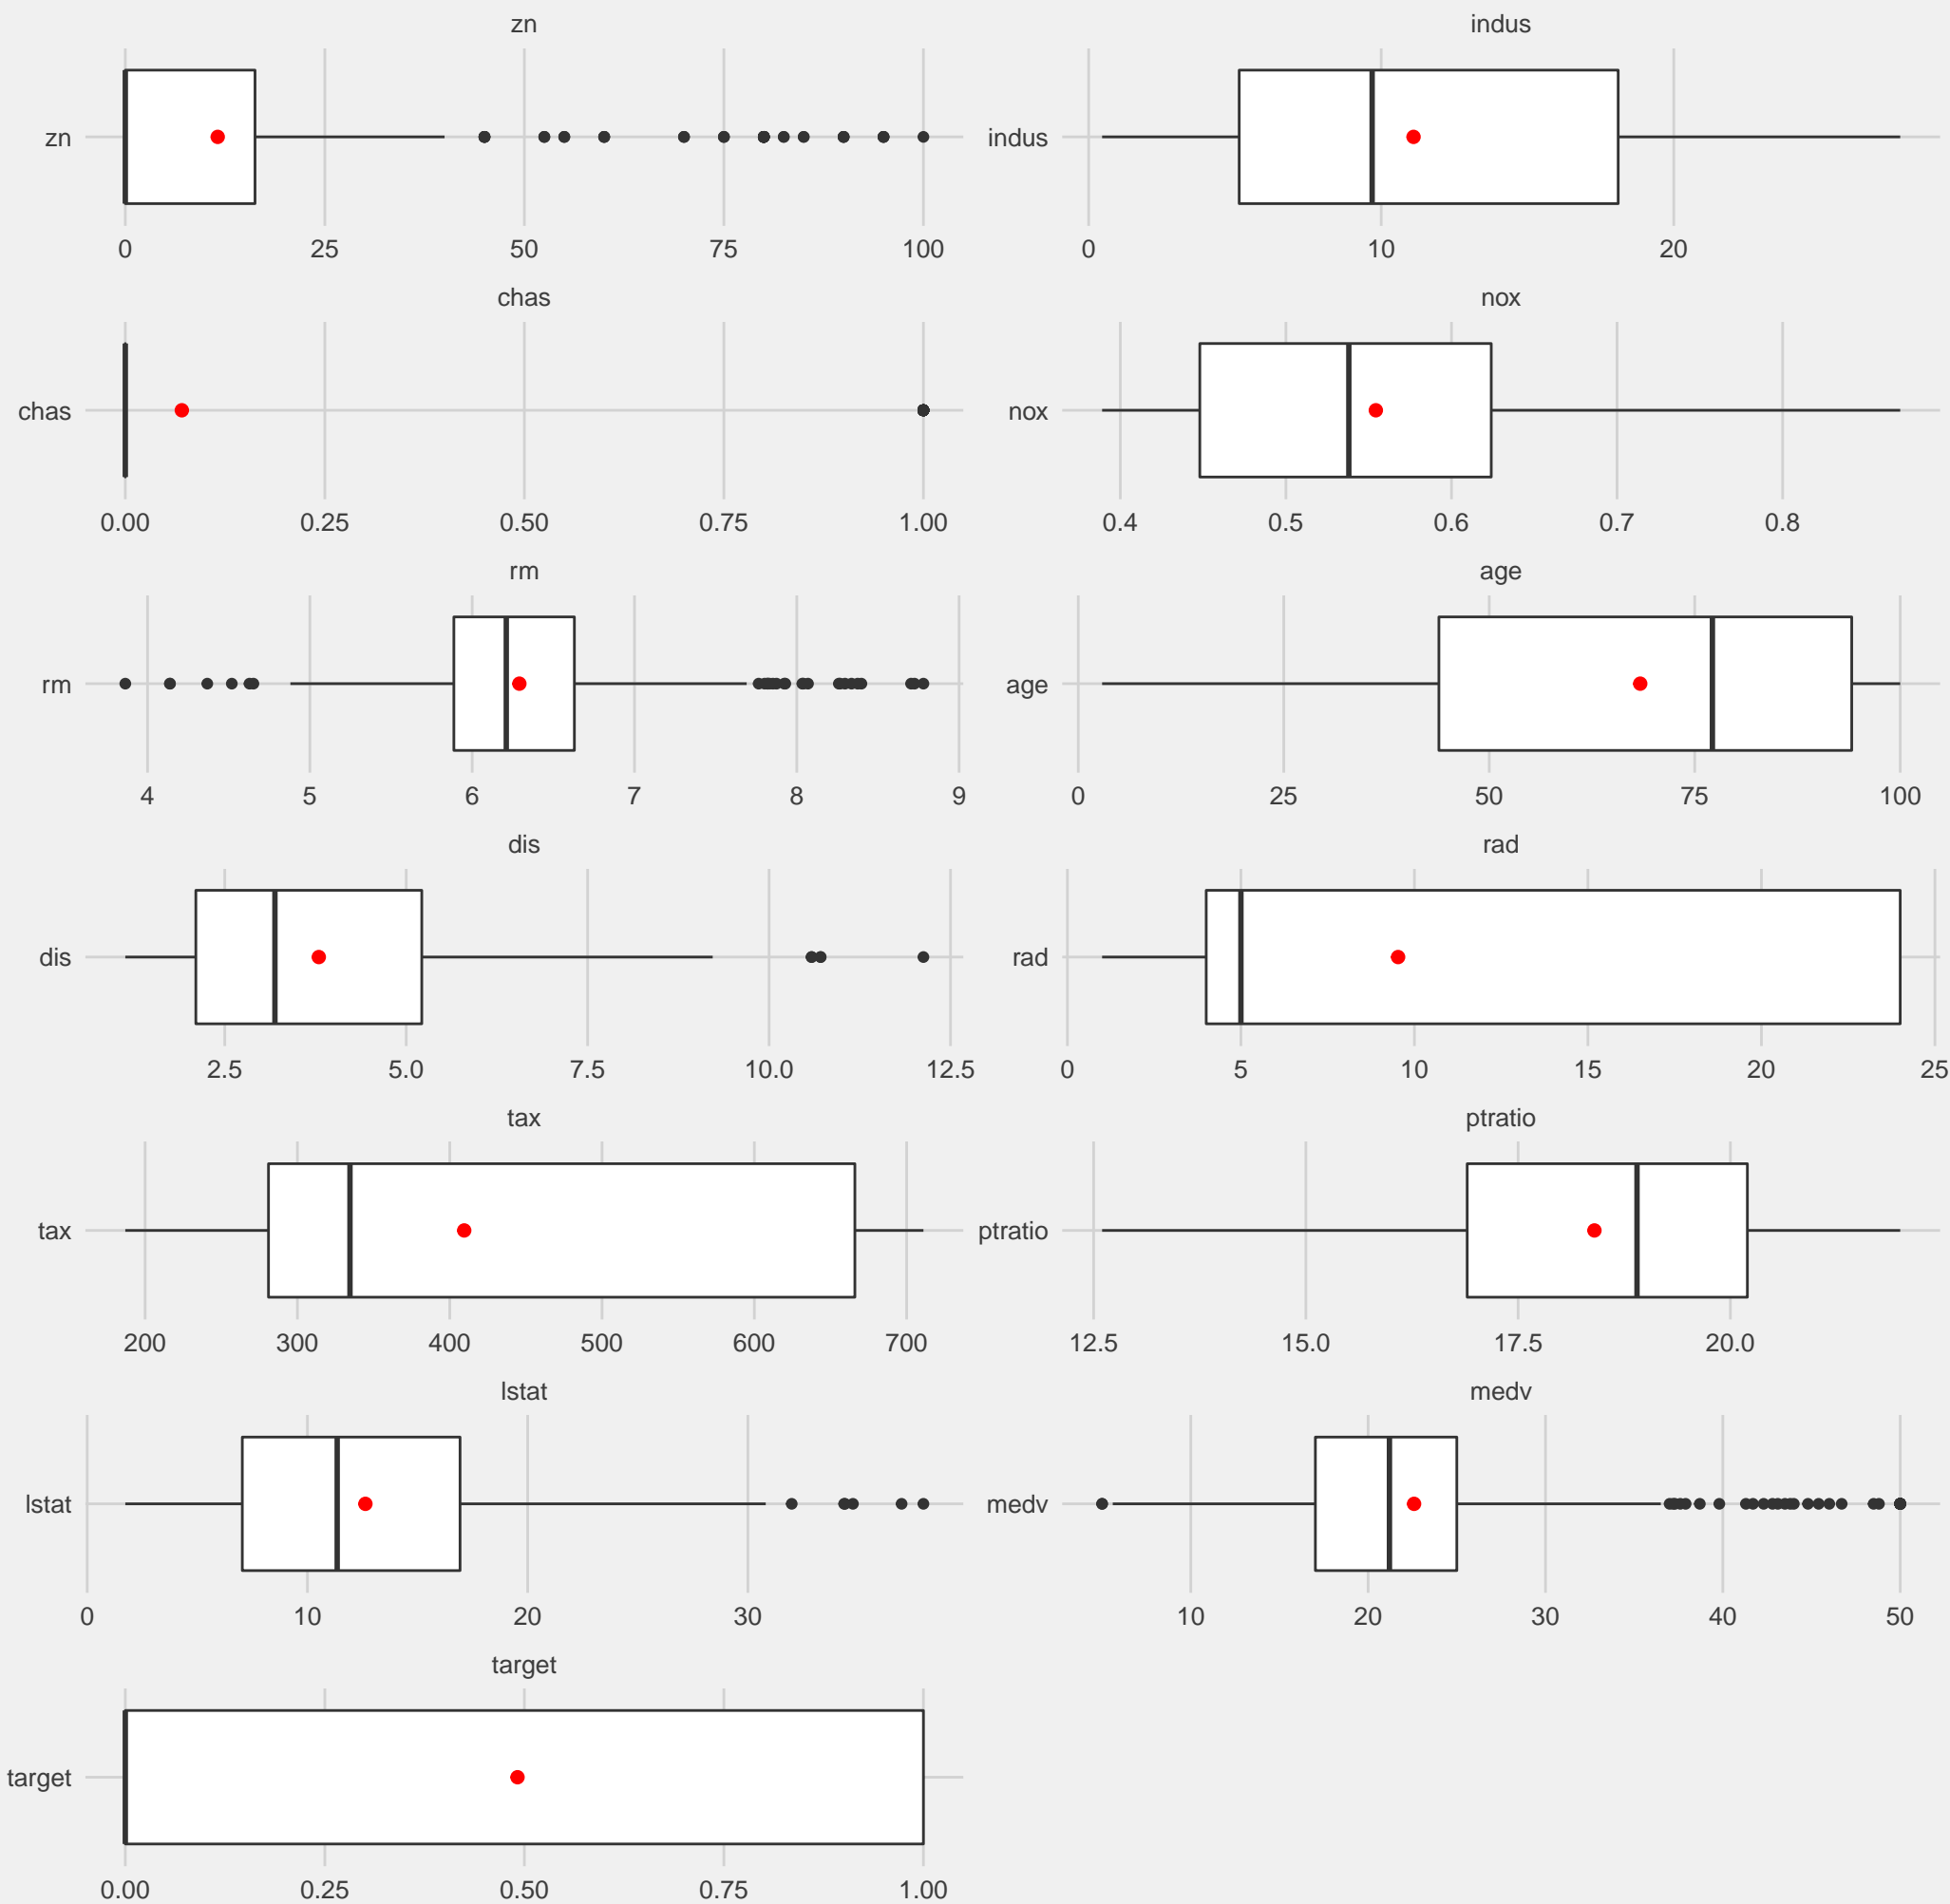 zn
zn
0 25 50 75 100
indus
indus
0 10 20
chas
chas
0.00 0.25 0.50 0.75 1.00
nox
nox
0.4 0.5 0.6 0.7 0.8
rm
rm
4 5 6 7 8 9
age
age
0 25 50 75 100
dis
dis
2.5 5.0 7.5 10.0 12.5
rad
rad
0 5 10 15 20 25
tax
tax
200 300 400 500 600 700
ptratio
ptratio
12.5 15.0 17.5 20.0
lstat
lstat
0 10 20 30
medv
medv
10 20 30 40 50
target
target
0.00 0.25 0.50 0.75 1.00